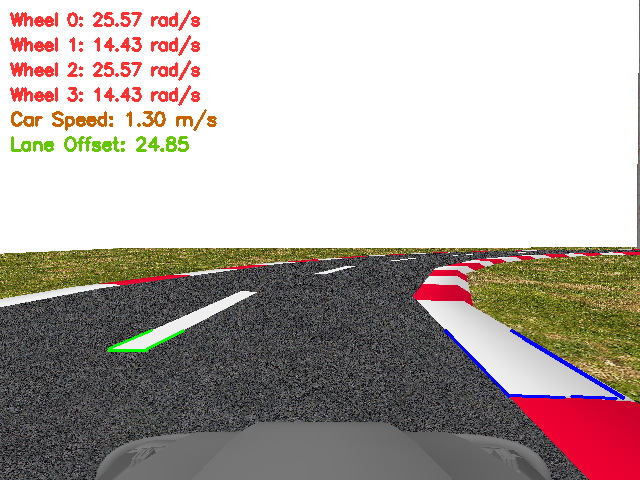 Wheel 0: 25.57 rad/s
Wheel 1: 14.43 rad/s
Wheel 2: 25.57 rad/s
Wheel 3: 14.43 rad/s
Car Speed: 1.30 m/s
Lane Offset: 24.85